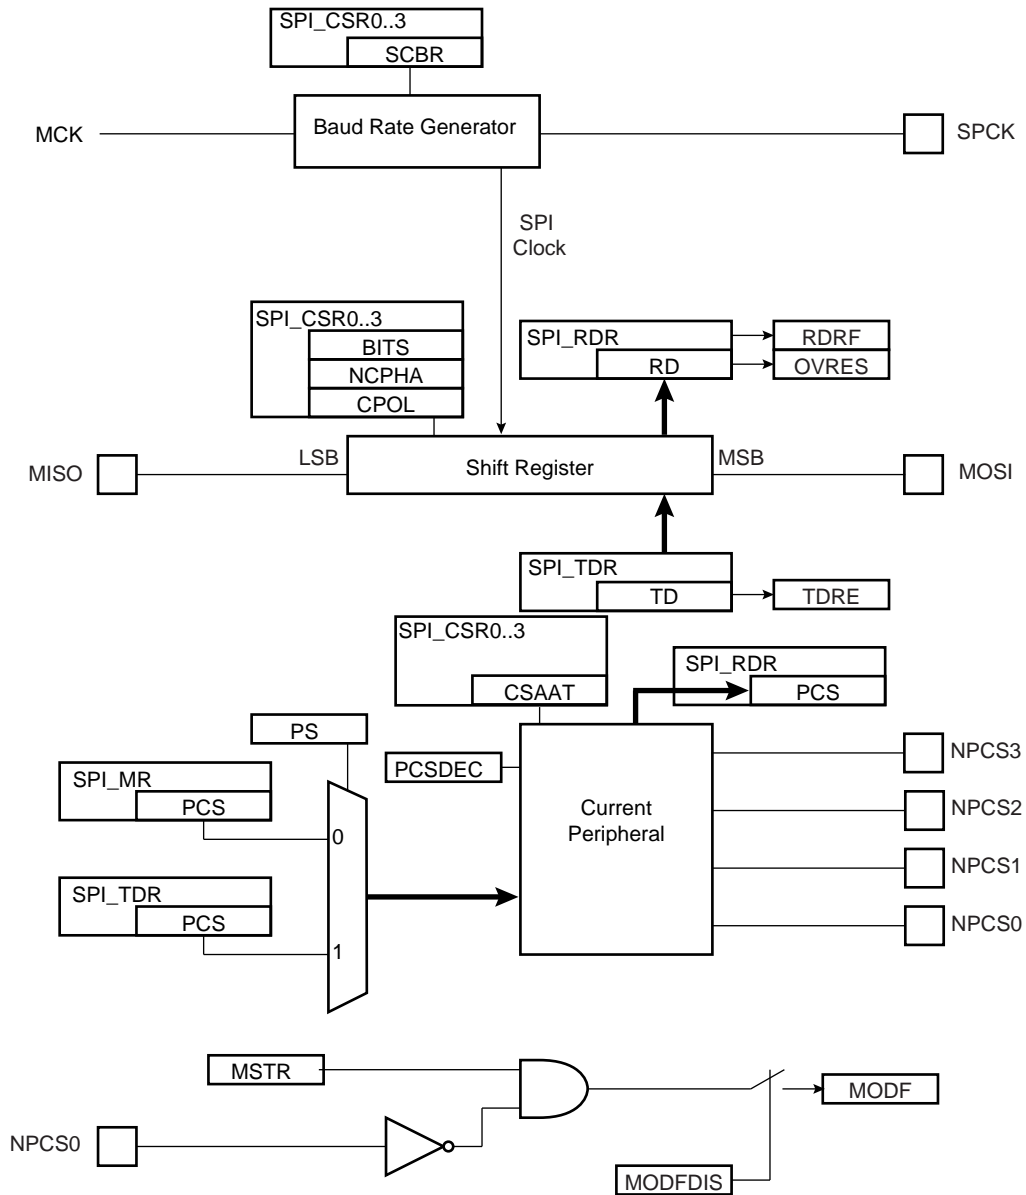 SPI_CSR0..3
SCBR
MCK
Baud Rate Generator
SPCK
SPI
Clock
SPI_CSR0..3
BITS
NCPHA
CPOL
SPI_RDR
RD
RDRF
OVRES
MISO
LSB
Shift Register
MSB
MOSI
SPI_TDR
TD
TDRE
SPI_CSR0..3
CSAAT
SPI_RDR
PCS
PS
PCSDEC
SPI_MR
PCS
0
Current
Peripheral
NPCS3
NPCS2
NPCS1
NPCS0
SPI_TDR
PCS
1
MSTR
MODF
NPCS0
MODFDIS